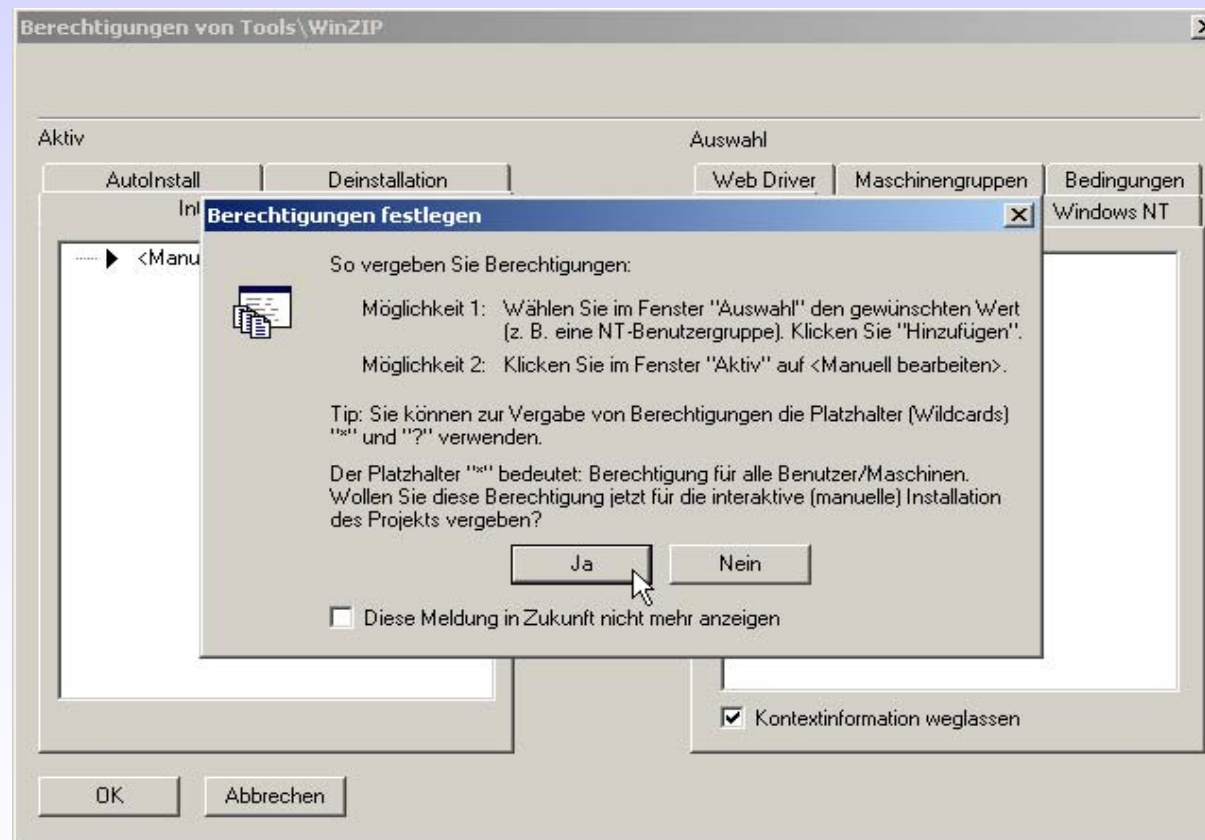 Berechtigungen von Tools\WinZIP
Aktiv
Auswahl
AutoInstall
Deinstallation
Web Driver
Maschinengruppen
Bedingungen
Windows NT
<Manu
Berechtigungen festlegen
So vergeben Sie Berechtigungen:
Möglichkeit 1: Wählen Sie im Fenster "Auswahl" den gewünschten Wert
(z. B. eine NT-Benutzergruppe). Klicken Sie "Hinzufügen".
Möglichkeit 2: Klicken Sie im Fenster "Aktiv" auf <Manuell bearbeiten>.
Tip: Sie können zur Vergabe von Berechtigungen die Platzhalter (Wildcards)
"*" und "?" verwenden.
Der Platzhalter "*" bedeutet: Berechtigung für alle Benutzer/Maschinen.
Wollen Sie diese Berechtigung jetzt für die interaktive (manuelle) Installation
des Projekts vergeben?
Ja
Nein
Diese Meldung in Zukunft nicht mehr anzeigen
Kontextinformation weglassen
OK
Abbrechen